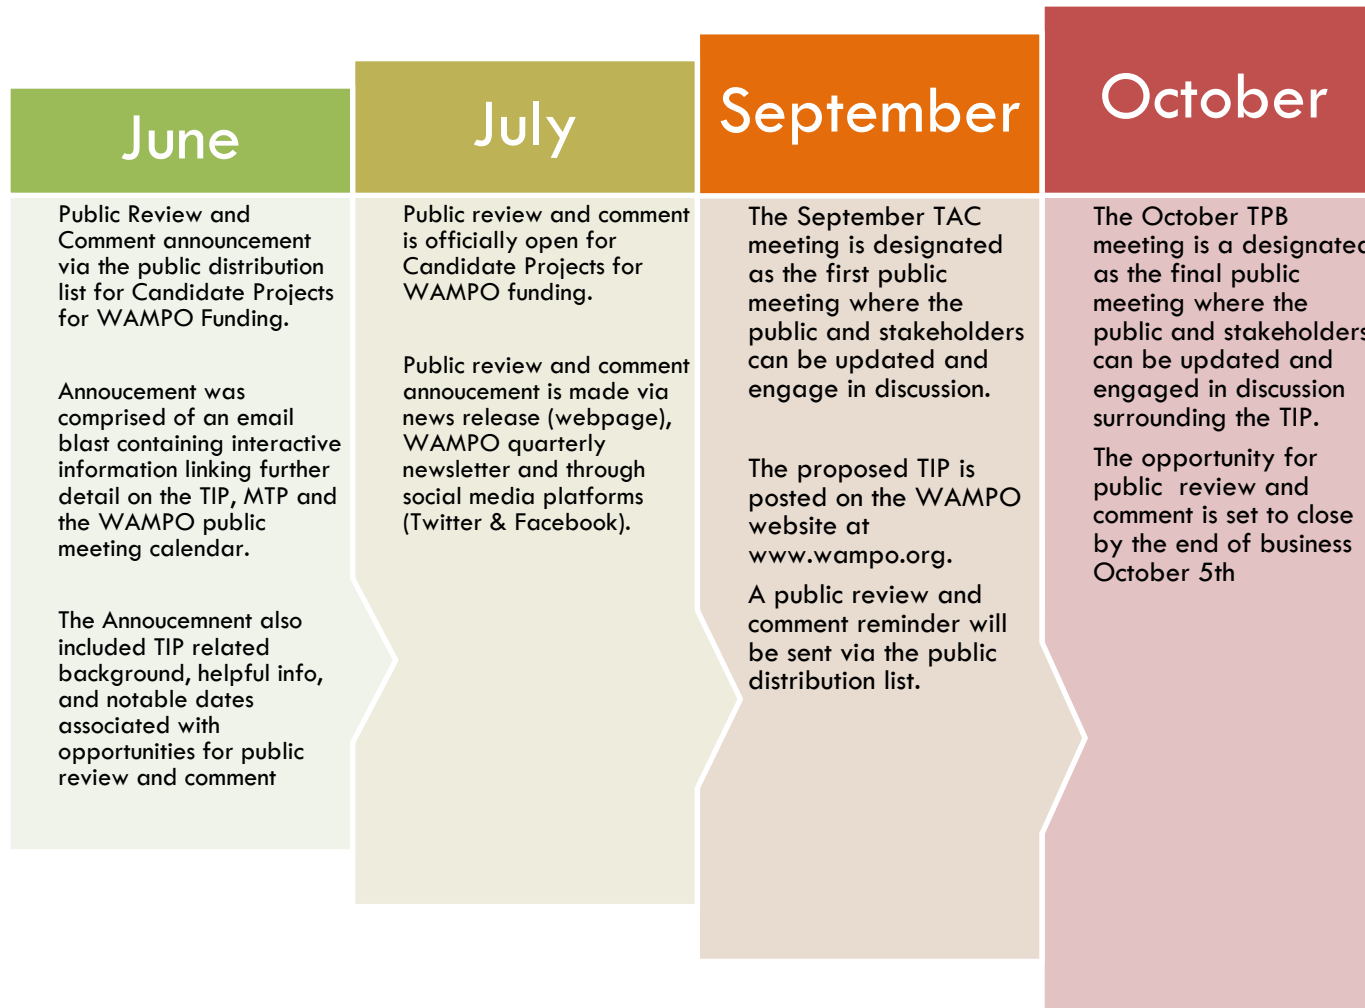 June
Public Review and
Comment announcement
via the public distribution
list for Candidate Projects
for WAMPO Funding.
Annoucement was
comprised of an email
blast containing interactive
information linking further
detail on the TIP, MTP and
the WAMPO public
meeting calendar.
The Annoucemnent also
included TIP related
background, helpful info,
and notable dates
associated with
opportunities for public
review and comment
July
Public review and comment
is officially open for
Candidate Projects for
WAMPO funding.
Public review and comment
annoucement is made via
news release (webpage),
WAMPO quarterly
newsletter and through
social media platforms
(Twitter & Facebook).
September
The September TAC
meeting is designated
as the first public
meeting where the
public and stakeholders
can be updated and
engage in discussion.
The proposed TIP is
posted on the WAMPO
website at
www.wampo.org.
A public review and
comment reminder will
be sent via the public
distribution list.
October
The October TPB
meeting is a designated
as the final public
meeting where the
public and stakeholders
can be updated and
engaged in discussion
surrounding the TIP.
The opportunity for
public  review and
comment is set to close
by the end of business
October 5th